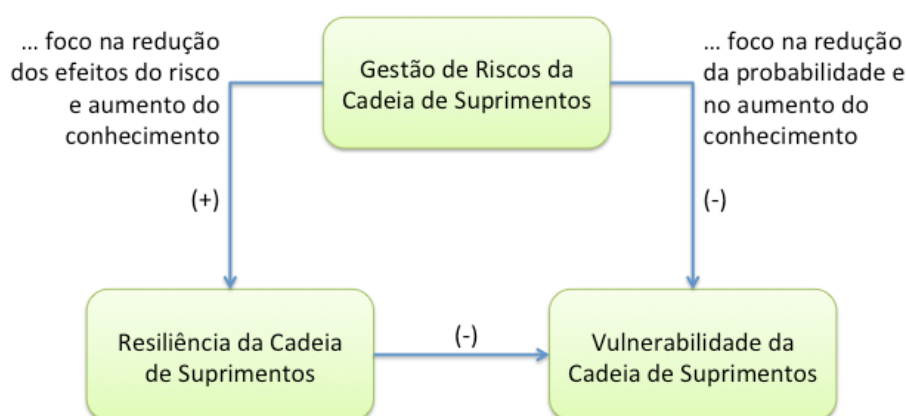 ... foco na redução
dos efeitos do risco
e aumento do
conhecimento
Gestão de Riscos da
Cadeia de Suprimentos
... foco na redução
da probabilidade e
no aumento do
conhecimento
(+)
(-)
Resiliência da Cadeia
de Suprimentos
(-)
Vulnerabilidade da
Cadeia de Suprimentos